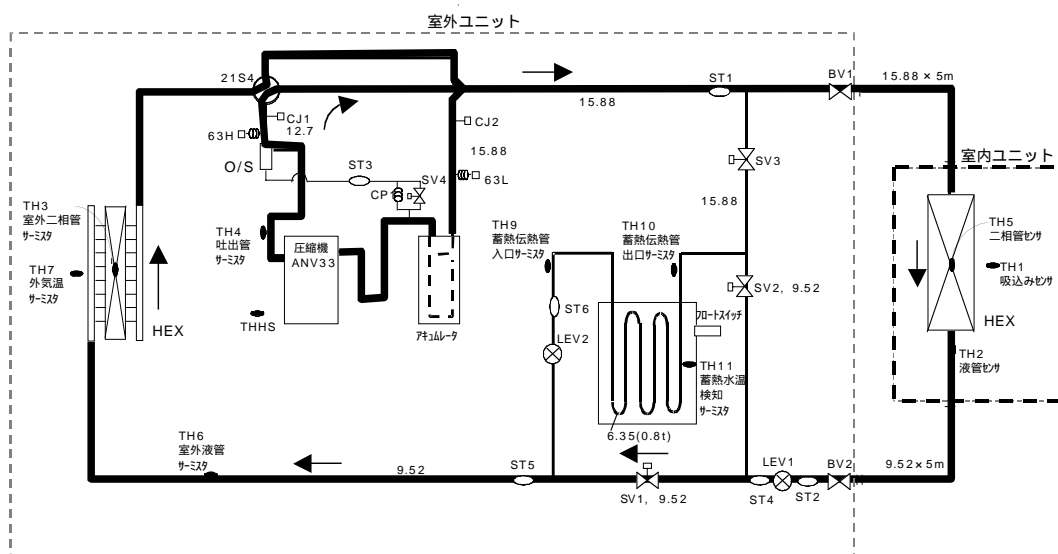 室外ユニット
21S4
CJ1
12.7
63H
O/S
ST3
CP1
SV4
CJ2
15.88
63L
15.88
ST1
BV1
15.88×5m
SV3
15.88
室内ユニット
TH3
室外二相管
サーミスタ
TH7
外気温
サーミスタ
HEX
TH4
吐出管
サーミスタ
圧縮機
ANV33
THHS
アキュムレータ
TH9
蓄熱伝熱管
入口サーミスタ
TH10
蓄熱伝熱管
出口サーミスタ
ST6
LEV2
フロートスイッチ
SV2, 9.52
TH11
蓄熱水温
検知
サーミスタ
6.35(0.8t)
TH5
二相管センサ
TH1
吸込みセンサ
HEX
TH2
液管センサ
TH6
室外液管
サーミスタ
9.52
ST5
SV1, 9.52
ST4
LEV1
ST2
BV2
9.52×5m